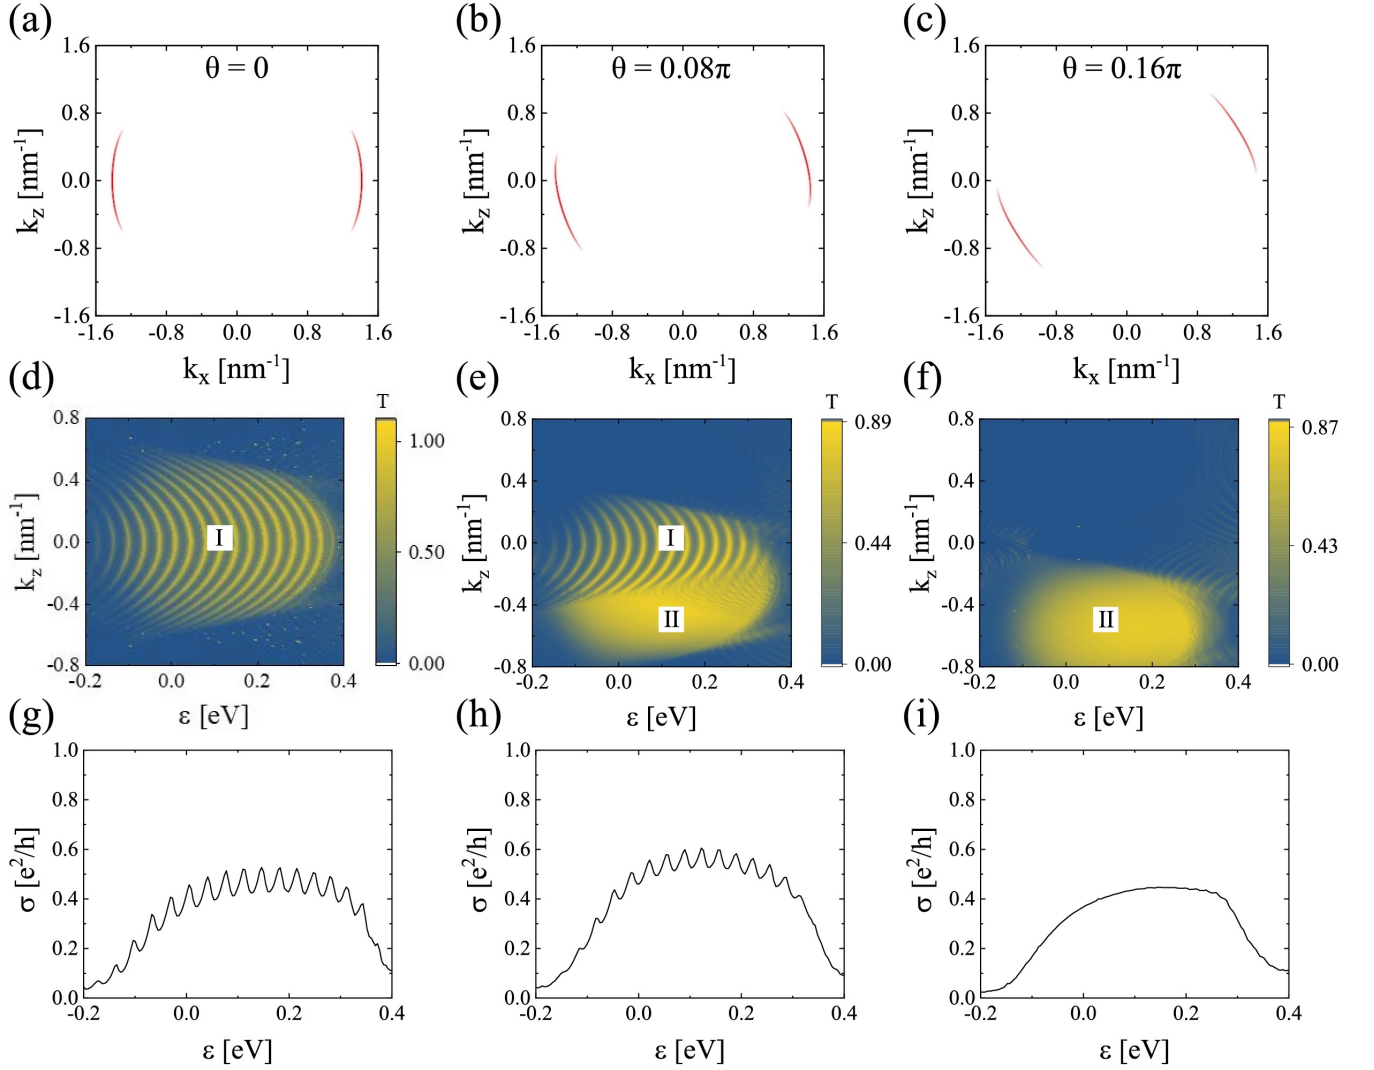 (a) (b) (c)
θ = 0 θ = 0.08π θ = 0.16π
1.6 1.6 1.6
0.8 0.8 0.8
0.0 0.0 0.0
-0.8 -0.8 -0.8
-1.6 -1.6 -1.6
k_z [nm⁻¹] k_z [nm⁻¹] k_z [nm⁻¹]
-1.6 -0.8 0.0 0.8 1.6 -1.6 -0.8 0.0 0.8 1.6 -1.6 -0.8 0.0 0.8 1.6
k_x [nm⁻¹] k_x [nm⁻¹] k_x [nm⁻¹]
(d) (e) (f)
T T T
0.8 0.8 0.8
0.4 0.4 0.4
0.0 0.0 0.0
-0.4 -0.4 -0.4
-0.8 -0.8 -0.8
k_z [nm⁻¹] k_z [nm⁻¹] k_z [nm⁻¹]
I I
II II
1.00 0.89 0.87
0.50 0.44 0.43
0.00 0.00 0.00
-0.2 0.0 0.2 0.4 -0.2 0.0 0.2 0.4 -0.2 0.0 0.2 0.4
ε [eV] ε [eV] ε [eV]
(g) (h) (i)
1.0 1.0 1.0
0.8 0.8 0.8
0.6 0.6 0.6
0.4 0.4 0.4
0.2 0.2 0.2
0.0 0.0 0.0
σ [e²/h] σ [e²/h] σ [e²/h]
-0.2 0.0 0.2 0.4 -0.2 0.0 0.2 0.4 -0.2 0.0 0.2 0.4
ε [eV] ε [eV] ε [eV]